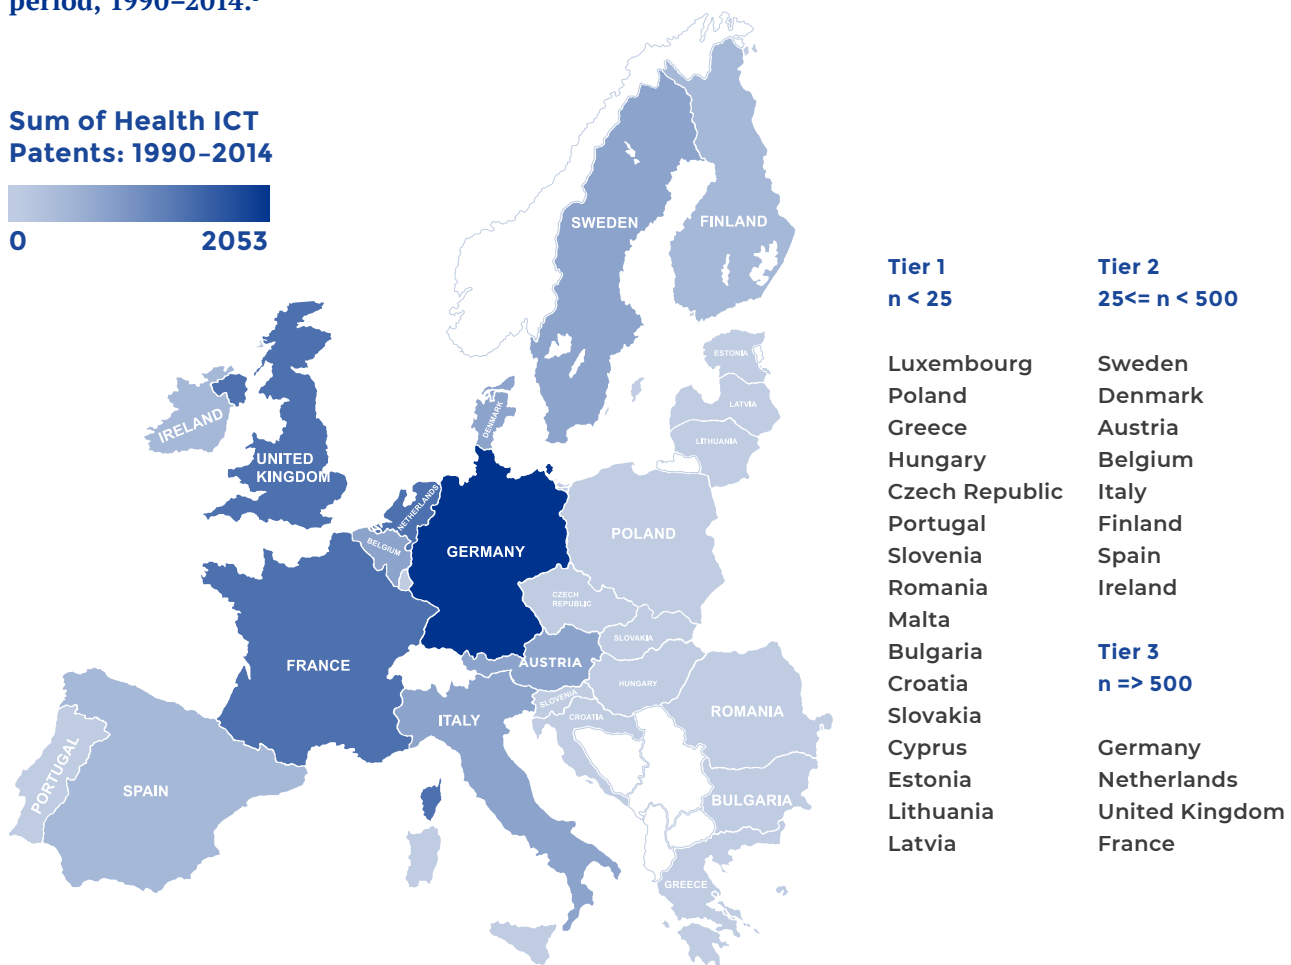 period, 1990–2014.
Sum of Health ICT
Patents: 1990–2014
0 2053
SWEDEN
FINLAND
ESTONIA
LATVIA
LITHUANIA
DENMARK
IRELAND
UNITED
KINGDOM
NETHERLANDS
BELGIUM
GERMANY
POLAND
CZECH
REPUBLIC
SLOVAKIA
AUSTRIA
HUNGARY
SLOVENIA
CROATIA
FRANCE
ITALY
ROMANIA
BULGARIA
PORTUGAL
SPAIN
GREECE
Tier 1
n < 25
Luxembourg
Poland
Greece
Hungary
Czech Republic
Portugal
Slovenia
Romania
Malta
Bulgaria
Croatia
Slovakia
Cyprus
Estonia
Lithuania
Latvia
Tier 2
25<= n < 500
Sweden
Denmark
Austria
Belgium
Italy
Finland
Spain
Ireland
Tier 3
n => 500
Germany
Netherlands
United Kingdom
France